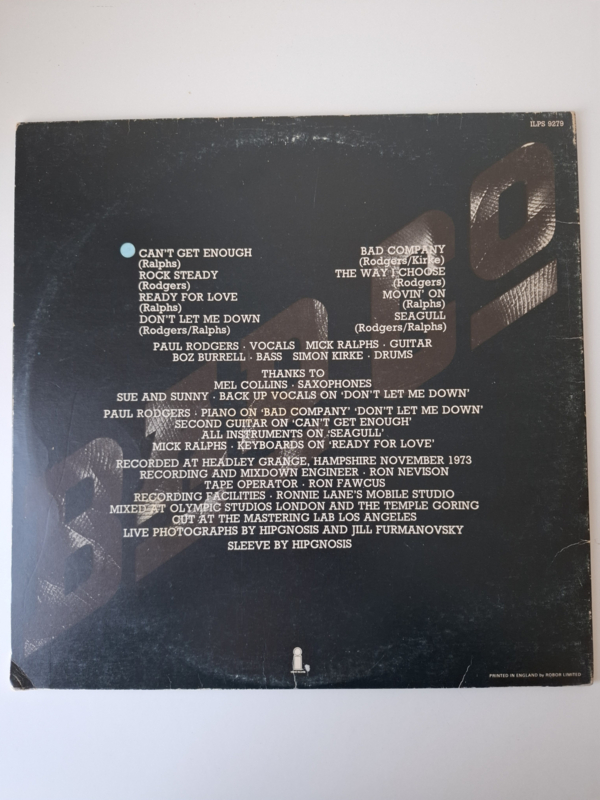 ILPS 9279
CAN'T GET ENOUGH
(Ralphs)
ROCK STEADY
(Rodgers)
READY FOR LOVE
(Ralphs)
DON'T LET ME DOWN
(Rodgers/Ralphs)
BAD COMPANY
(Rodgers/Kirke)
THE WAY I CHOOSE
(Rodgers)
MOVIN' ON
(Ralphs)
SEAGULL
(Rodgers/Ralphs)
PAUL RODGERS · VOCALS MICK RALPHS · GUITAR
BOZ BURRELL · BASS SIMON KIRKE · DRUMS
THANKS TO
MEL COLLINS · SAXOPHONES
SUE AND SUNNY · BACK UP VOCALS ON 'DON'T LET ME DOWN'
PAUL RODGERS · PIANO ON 'BAD COMPANY' 'DON'T LET ME DOWN'
SECOND GUITAR ON 'CAN'T GET ENOUGH'
ALL INSTRUMENTS ON 'SEAGULL'
MICK RALPHS · KEYBOARDS ON 'READY FOR LOVE'
RECORDED AT HEADLEY GRANGE, HAMPSHIRE NOVEMBER 1973
RECORDING AND MIXDOWN ENGINEER · RON NEVISON
TAPE OPERATOR · RON FAWCUS
RECORDING FACILITIES · RONNIE LANE'S MOBILE STUDIO
MIXED AT OLYMPIC STUDIOS LONDON AND THE TEMPLE GORING
CUT AT THE MASTERING LAB LOS ANGELES
LIVE PHOTOGRAPHS BY HIPGNOSIS AND JILL FURMANOVSKY
SLEEVE BY HIPGNOSIS
BAD CO
i
PRINTED IN ENGLAND by ROBOR LIMITED